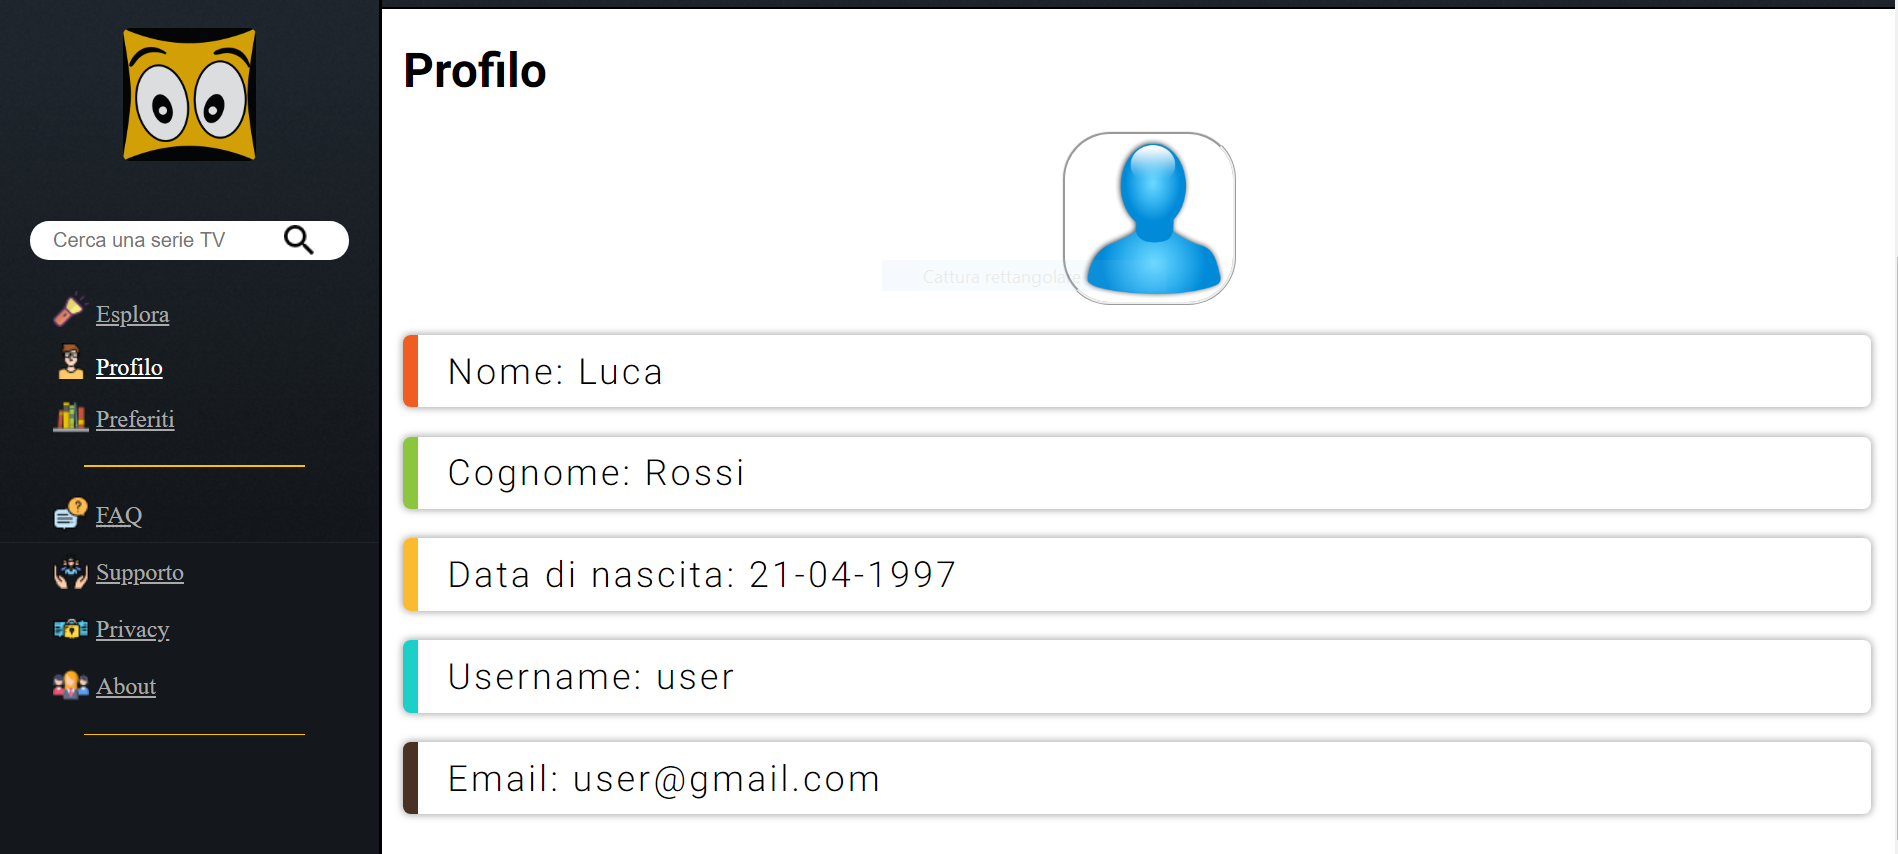 Cerca una serie TV
Esplora
Profilo
Preferiti
FAQ
Supporto
Privacy
About
Profilo
Cattura rettangolare
Nome: Luca
Cognome: Rossi
Data di nascita: 21-04-1997
Username: user
Email: user@gmail.com